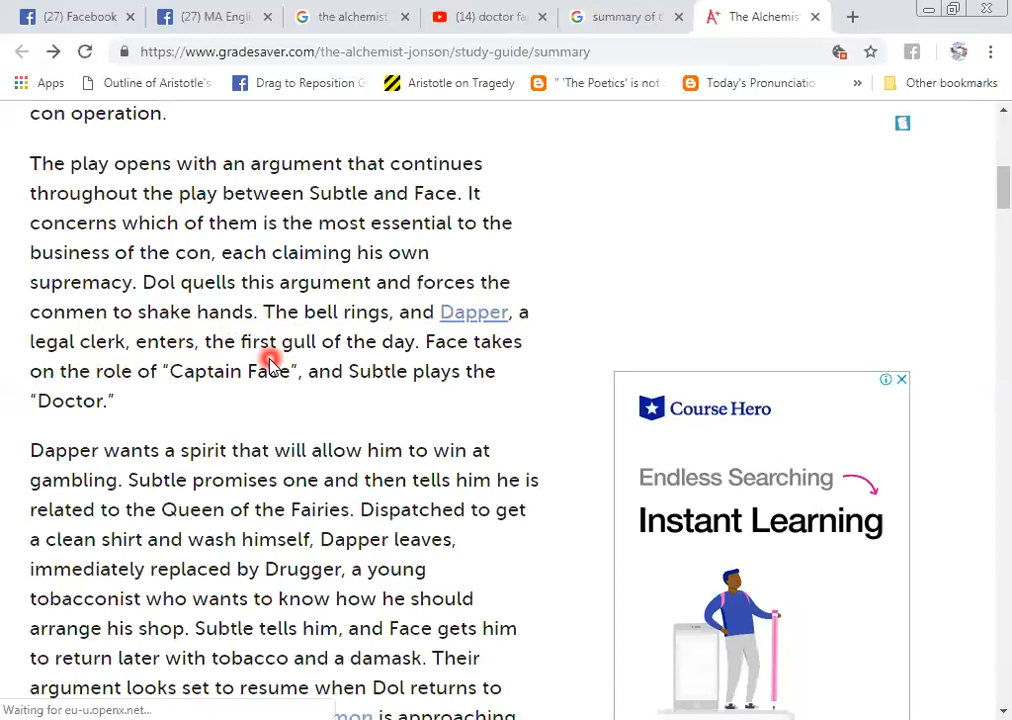 (27) Facebook
(27) MA Engli
the alchemist
(14) doctor fa
summary of t
The Alchemis
https://www.gradesaver.com/the-alchemist-jonson/study-guide/summary
Apps
Outline of Aristotle's
Drag to Reposition G
Aristotle on Tragedy
" 'The Poetics' is not
Today's Pronunciatio
»
Other bookmarks
con operation.
The play opens with an argument that continues
throughout the play between Subtle and Face. It
concerns which of them is the most essential to the
business of the con, each claiming his own
supremacy. Dol quells this argument and forces the
conmen to shake hands. The bell rings, and Dapper, a
legal clerk, enters, the first gull of the day. Face takes
on the role of “Captain Face”, and Subtle plays the
“Doctor.”
Dapper wants a spirit that will allow him to win at
gambling. Subtle promises one and then tells him he is
related to the Queen of the Fairies. Dispatched to get
a clean shirt and wash himself, Dapper leaves,
immediately replaced by Drugger, a young
tobacconist who wants to know how he should
arrange his shop. Subtle tells him, and Face gets him
to return later with tobacco and a damask. Their
argument looks set to resume when Dol returns to
mon is approaching
Course Hero
Endless Searching
Instant Learning
Waiting for eu-u.openx.net...